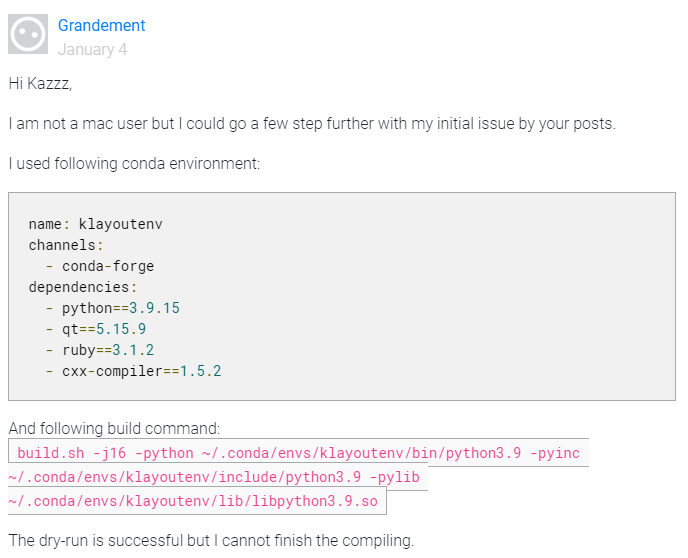 Grandement
January 4
Hi Kazzz,
I am not a mac user but I could go a few step further with my initial issue by your posts.
I used following conda environment:
name: klayoutenv
channels:
  - conda-forge
dependencies:
  - python==3.9.15
  - qt==5.15.9
  - ruby==3.1.2
  - cxx-compiler==1.5.2
And following build command:
build.sh -j16 -python ~/.conda/envs/klayoutenv/bin/python3.9 -pyinc
~/.conda/envs/klayoutenv/include/python3.9 -pylib
~/.conda/envs/klayoutenv/lib/libpython3.9.so
The dry-run is successful but I cannot finish the compiling.